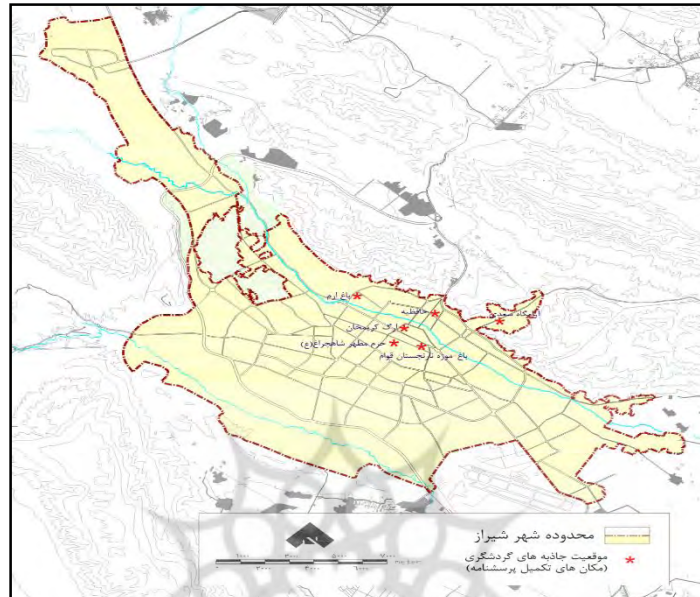 باغ ارم
حافظیه
آرامگاه سعدی
ارگ کریمخان
حرم مطهر شاهچراغ(ع)
باغ موزه نارنجستان قوام
محدوده شهر شیراز
موقعیت جاذبه های گردشگری
(مکان های تکمیل پرسشنامه)